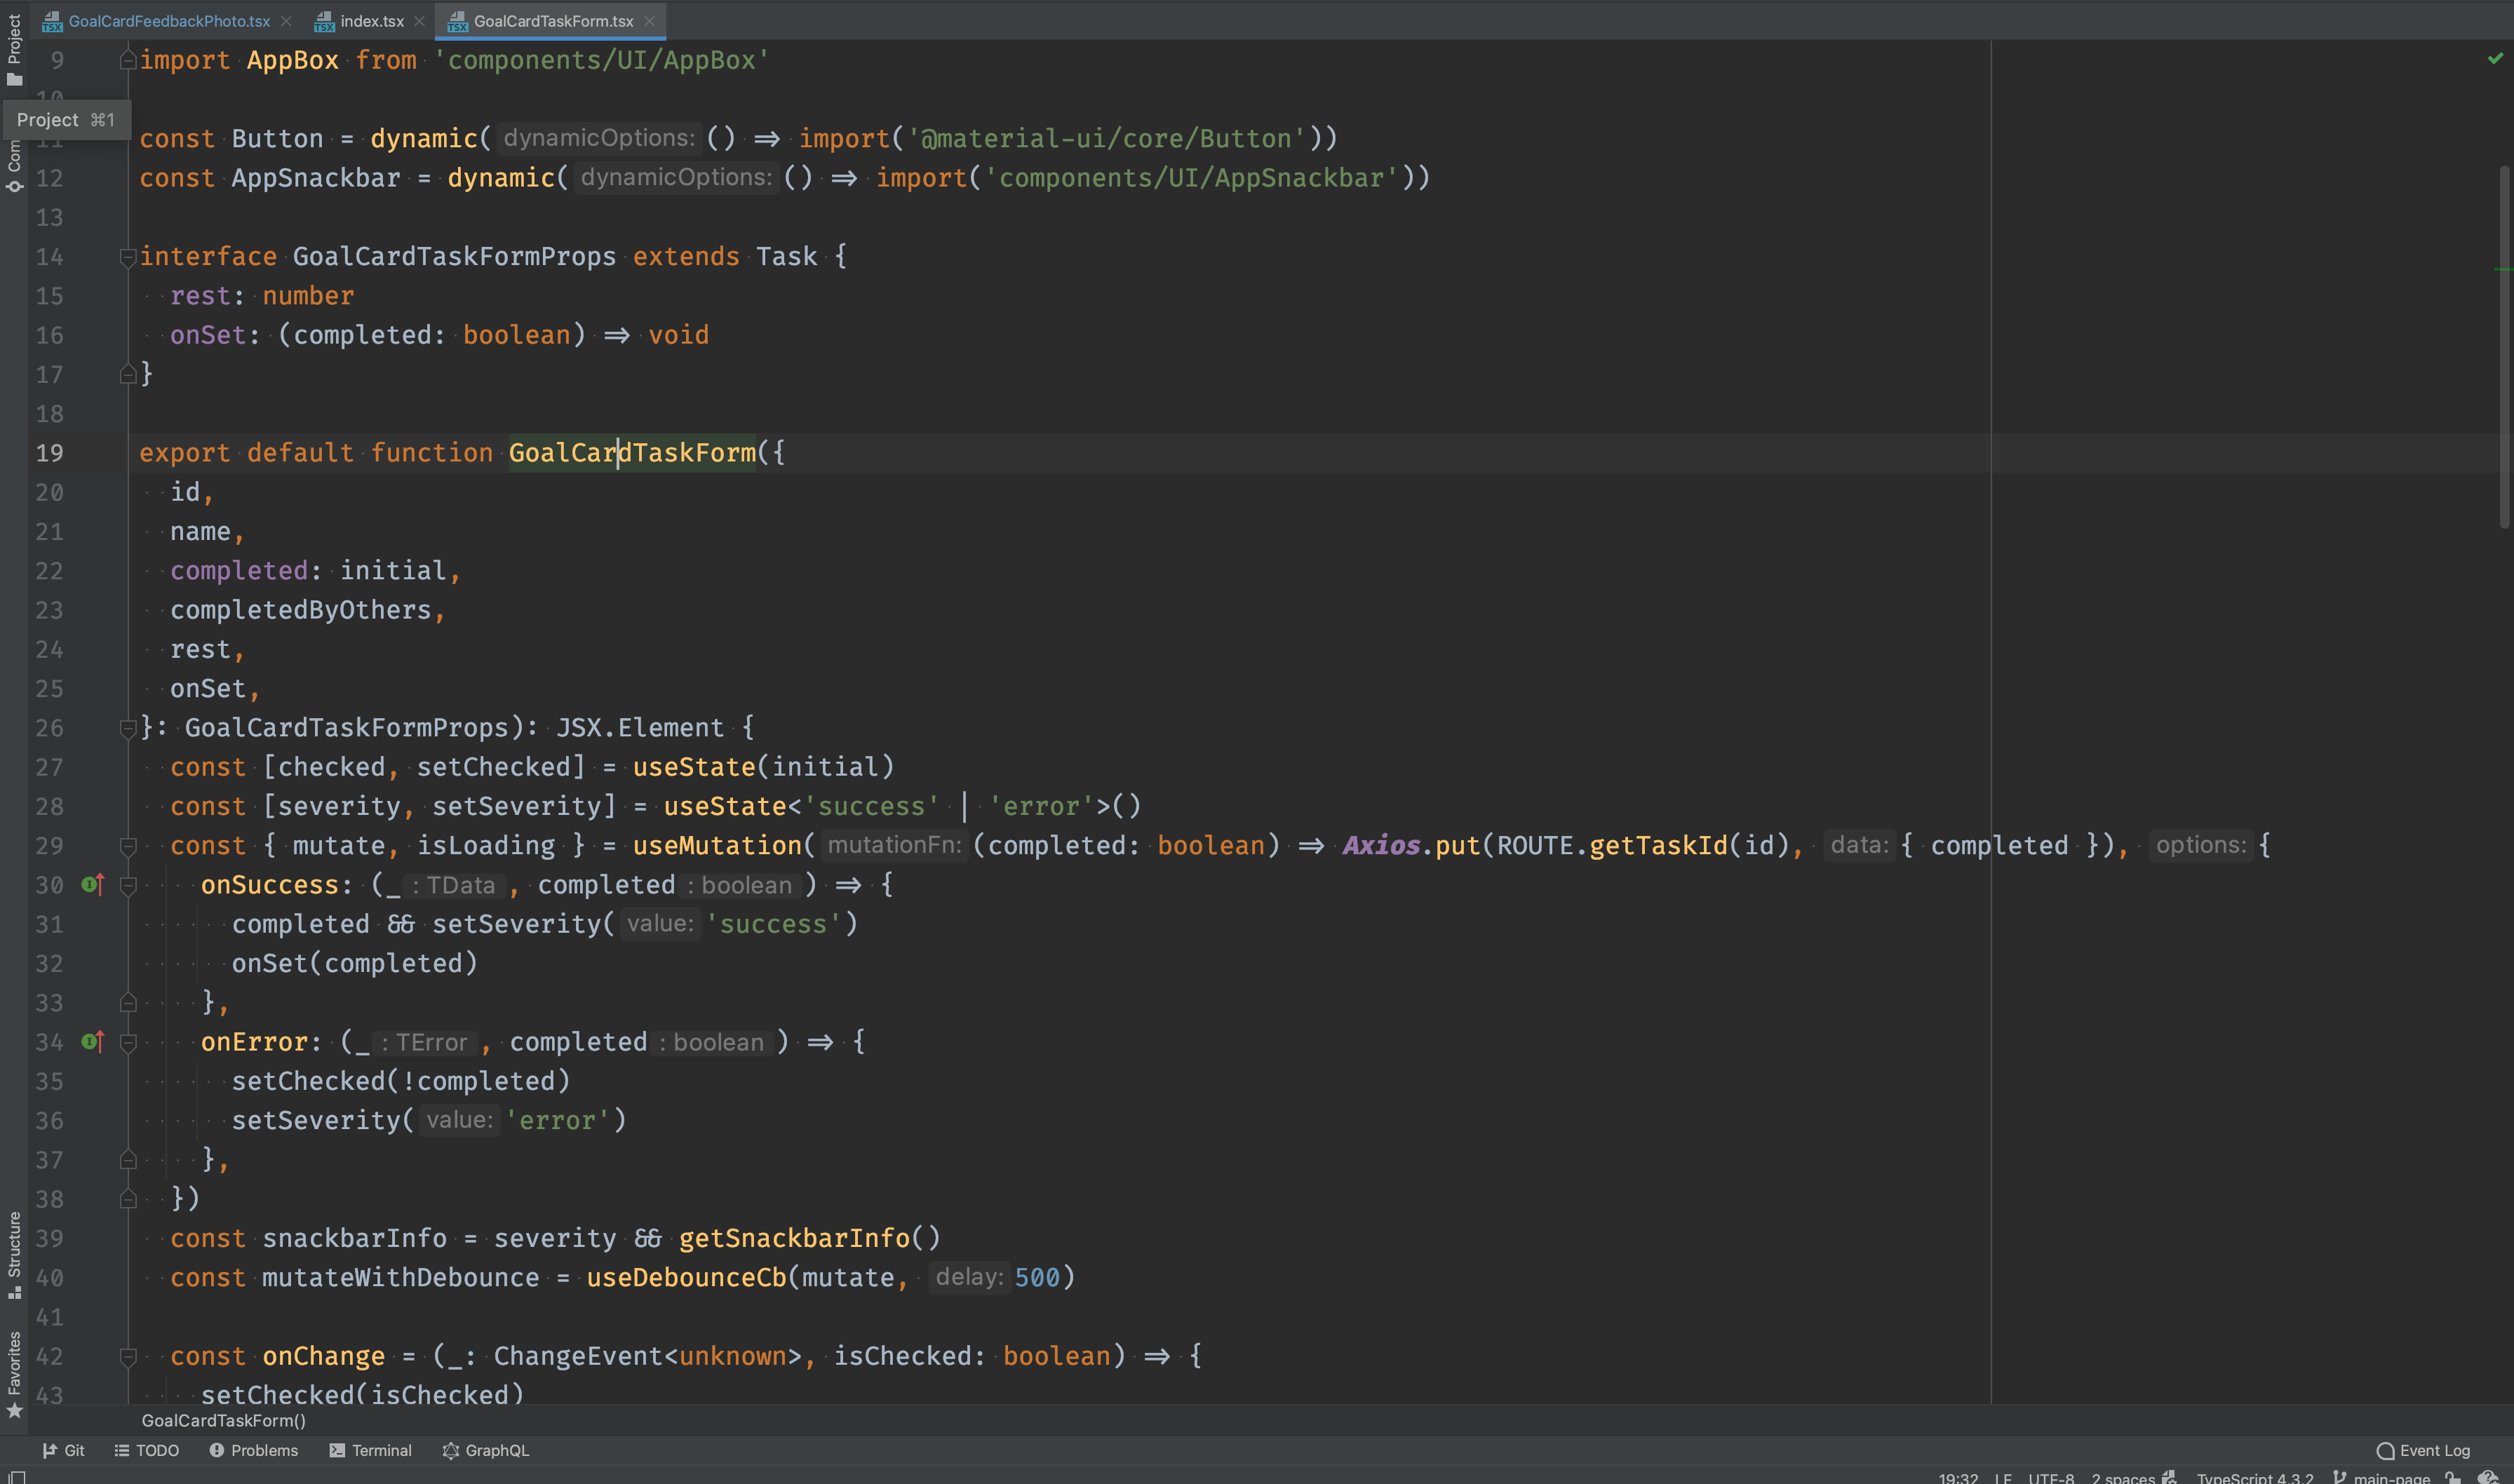 GoalCardFeedbackPhoto.tsx index.tsx GoalCardTaskForm.tsx
Project
Project ⌘1
Com
9 import AppBox from 'components/UI/AppBox'
10
11 const Button = dynamic( dynamicOptions: () => import('@material-ui/core/Button'))
12 const AppSnackbar = dynamic( dynamicOptions: () => import('components/UI/AppSnackbar'))
13
14 interface GoalCardTaskFormProps extends Task {
15 rest: number
16 onSet: (completed: boolean) => void
17 }
18
19 export default function GoalCardTaskForm({
20 id,
21 name,
22 completed: initial,
23 completedByOthers,
24 rest,
25 onSet,
26 }: GoalCardTaskFormProps): JSX.Element {
27 const [checked, setChecked] = useState(initial)
28 const [severity, setSeverity] = useState<'success' | 'error'>()
29 const { mutate, isLoading } = useMutation( mutationFn: (completed: boolean) => Axios.put(ROUTE.getTaskId(id), data: { completed }), options: {
30 onSuccess: (_ : TData , completed : boolean ) => {
31 completed && setSeverity( value: 'success')
32 onSet(completed)
33 },
34 onError: (_ : TError , completed : boolean ) => {
35 setChecked(!completed)
36 setSeverity( value: 'error')
37 },
38 })
39 const snackbarInfo = severity && getSnackbarInfo()
40 const mutateWithDebounce = useDebounceCb(mutate, delay: 500)
41
42 const onChange = (_: ChangeEvent<unknown>, isChecked: boolean) => {
43 setChecked(isChecked)
Structure
Favorites
GoalCardTaskForm()
Git TODO Problems Terminal GraphQL Event Log
19:32 LF UTF-8 2 spaces TypeScript 4.3.2 main-page